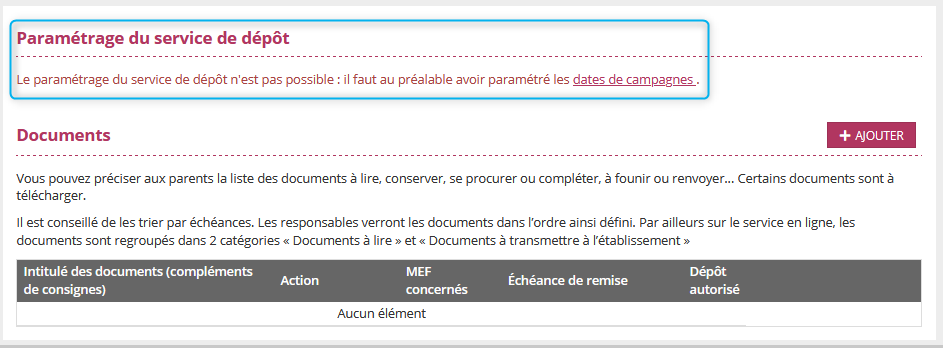 Paramétrage du service de dépôt
Le paramétrage du service de dépôt n'est pas possible : il faut au préalable avoir paramétré les dates de campagnes .
Documents
+ AJOUTER
Vous pouvez préciser aux parents la liste des documents à lire, conserver, se procurer ou compléter, à founir ou renvoyer... Certains documents sont à
télécharger.
Il est conseillé de les trier par échéances. Les responsables verront les documents dans l'ordre ainsi défini. Par ailleurs sur le service en ligne, les
documents sont regroupés dans 2 catégories « Documents à lire » et « Documents à transmettre à l'établissement »
Intitulé des documents (compléments
de consignes)
Action
MEF
concernés
Échéance de remise
Dépôt
autorisé
Aucun élément